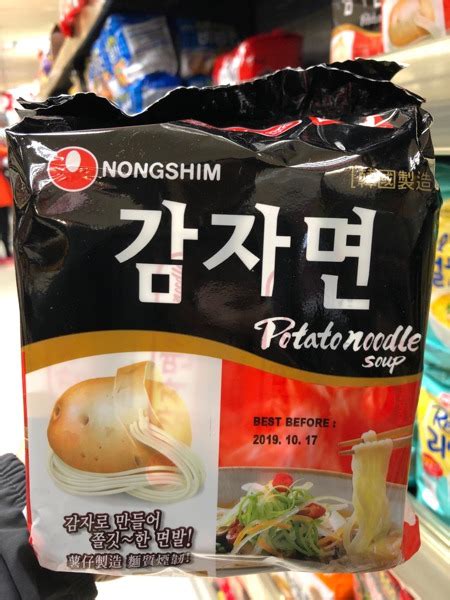 NONGSHIM
[韓國製造]
감자면
Potato noodle
soup
BEST BEFORE :
2019. 10. 17
감자로 만들어
쫄깃~한 면발!
薯仔製造 麵質煙韌!